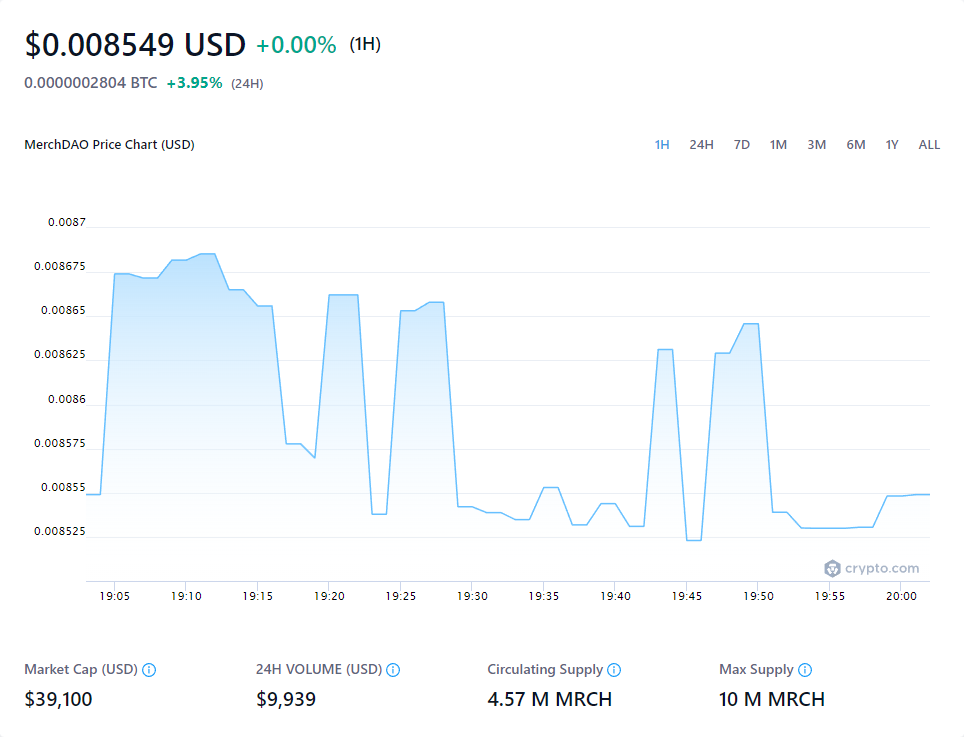 $0.008549 USD +0.00% (1H)
0.0000002804 BTC +3.95% (24H)
MerchDAO Price Chart (USD) 1H 24H 7D 1M 3M 6M 1Y ALL
0.0087
0.008675
0.00865
0.008625
0.0086
0.008575
0.00855
0.008525
crypto.com
19:05 19:10 19:15 19:20 19:25 19:30 19:35 19:40 19:45 19:50 19:55 20:00
Market Cap (USD) 24H VOLUME (USD) Circulating Supply Max Supply
$39,100 $9,939 4.57 M MRCH 10 M MRCH